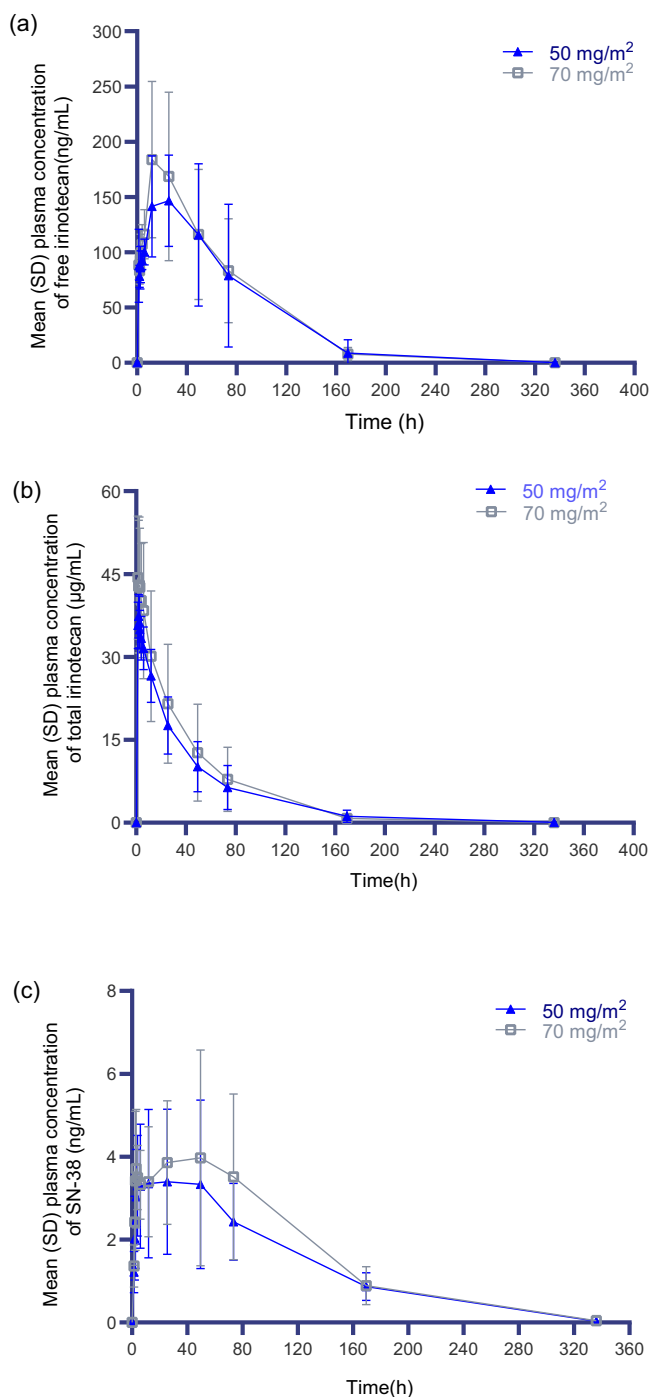 (a)
Mean (SD) plasma concentration
of free irinotecan(ng/mL)
300
250
200
150
100
50
0
50 mg/m²
70 mg/m²
0 40 80 120 160 200 240 280 320 360 400
Time (h)
(b)
Mean (SD) plasma concentration
of total irinotecan (µg/mL)
60
45
30
15
0
50 mg/m²
70 mg/m²
0 40 80 120 160 200 240 280 320 360 400
Time(h)
(c)
Mean (SD) plasma concentration
of SN-38 (ng/mL)
8
6
4
2
0
50 mg/m²
70 mg/m²
0 40 80 120 160 200 240 280 320 360
Time(h)